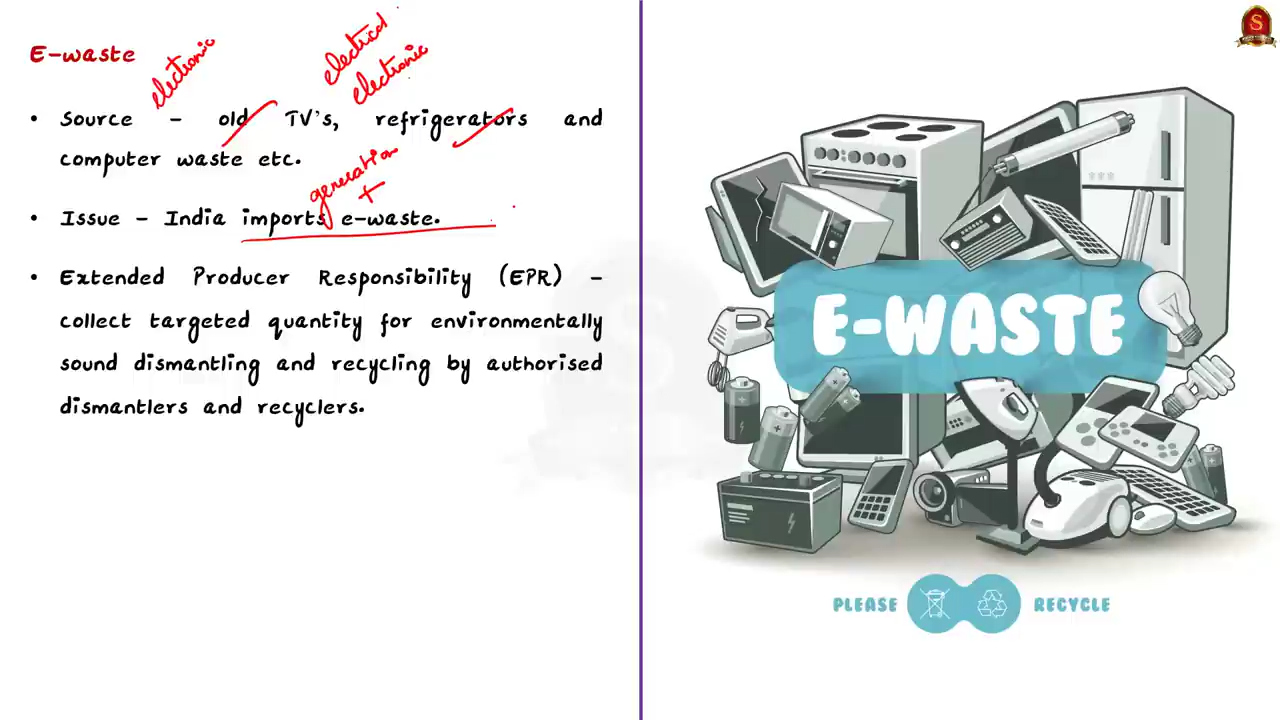 E-waste
electronic
electrical
electronic
• Source - old TV's, refrigerators and
computer waste etc.
generation
+
• Issue - India imports e-waste.
• Extended Producer Responsibility (EPR) -
collect targeted quantity for environmentally
sound dismantling and recycling by authorised
dismantlers and recyclers.
E-WASTE
PLEASE RECYCLE
S